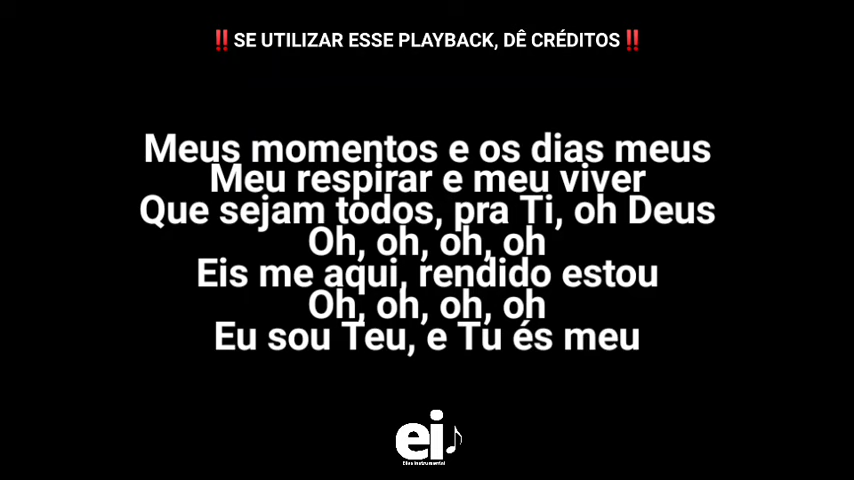 ‼️SE UTILIZAR ESSE PLAYBACK, DÊ CRÉDITOS‼️
Meus momentos e os dias meus
Meu respirar e meu viver
Que sejam todos, pra Ti, oh Deus
Oh, oh, oh, oh
Eis me aqui, rendido estou
Oh, oh, oh, oh
Eu sou Teu, e Tu és meu
ei